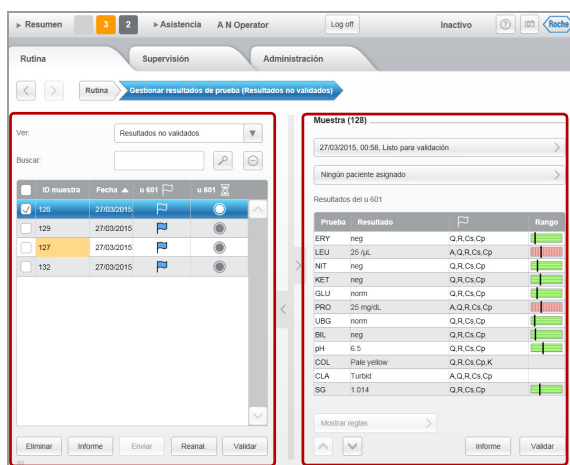 Resumen 3 2 Asistencia A N Operator Log off Inactivo Roche
Rutina Supervisión Administración
Rutina Gestionar resultados de prueba (Resultados no validados)
Ver: Resultados no validados
Buscar:
ID muestra Fecha u 601 u 601
128 27/03/2015
129 27/03/2015
127 27/03/2015
132 27/03/2015
Eliminar Informe Enviar Reanal. Validar
Muestra (128)
27/03/2015, 00:58, Listo para validación
Ningún paciente asignado
Resultados del u 601
Prueba Resultado Rango
ERY neg Q,R,Cs,Cp
LEU 25 /µL A,Q,R,Cs,Cp
NIT neg Q,R,Cs,Cp
KET neg Q,R,Cs,Cp
GLU norm Q,R,Cs,Cp
PRO 25 mg/dL A,Q,R,Cs,Cp
UBG norm Q,R,Cs,Cp
BIL neg Q,R,Cs,Cp
pH 6.5 Q,R,Cs,Cp
COL Pale yellow Q,R,Cs,Cp,K
CLA Turbid A,Q,R,Cs,Cp
SG 1.014 Q,R,Cs,Cp
Mostrar reglas
Informe Validar